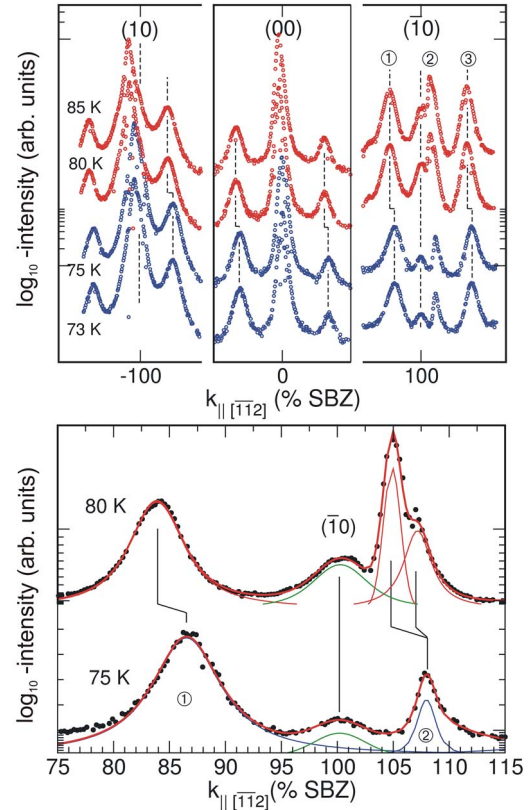 (10) (00) (1̅0)
① ② ③
85 K
80 K
75 K
73 K
log₁₀ -intensity (arb. units)
-100 0 100
k|| [1̅1̅2] (% SBZ)
80 K
(1̅0)
75 K
① ②
log₁₀ -intensity (arb. units)
75 80 85 90 95 100 105 110 115
k|| [1̅1̅2] (% SBZ)